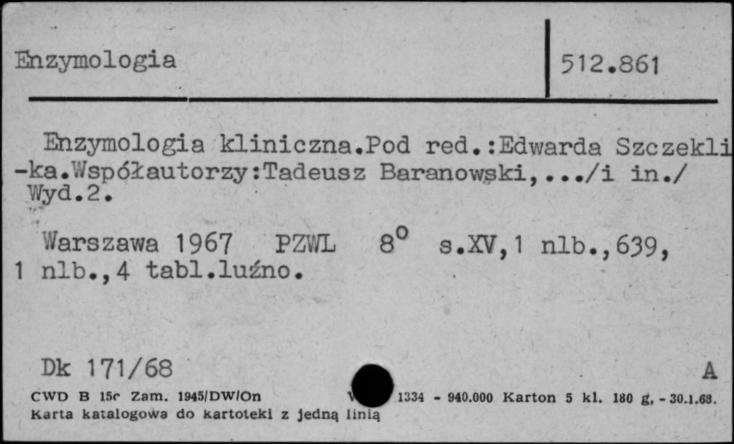 Enzymologia
512.861
Enzymologia kliniczna.Pod red.:Edwarda Szczekli
-ka.Współautorzy:Tadeusz Baranowski,.../i in./
Wyd.2.
Warszawa 1967 PZWL 8° s.XV,1 nlb.,639,
1 nlb.,4 tabl.luźno.
Dk 171/68
A
CWD B 15c Zam. 1945/DW/On 1334 - 940.000 Karton 5 kl. 180 g, - 30.1.68.
Karta katalogowa do kartoteki z jedną linią